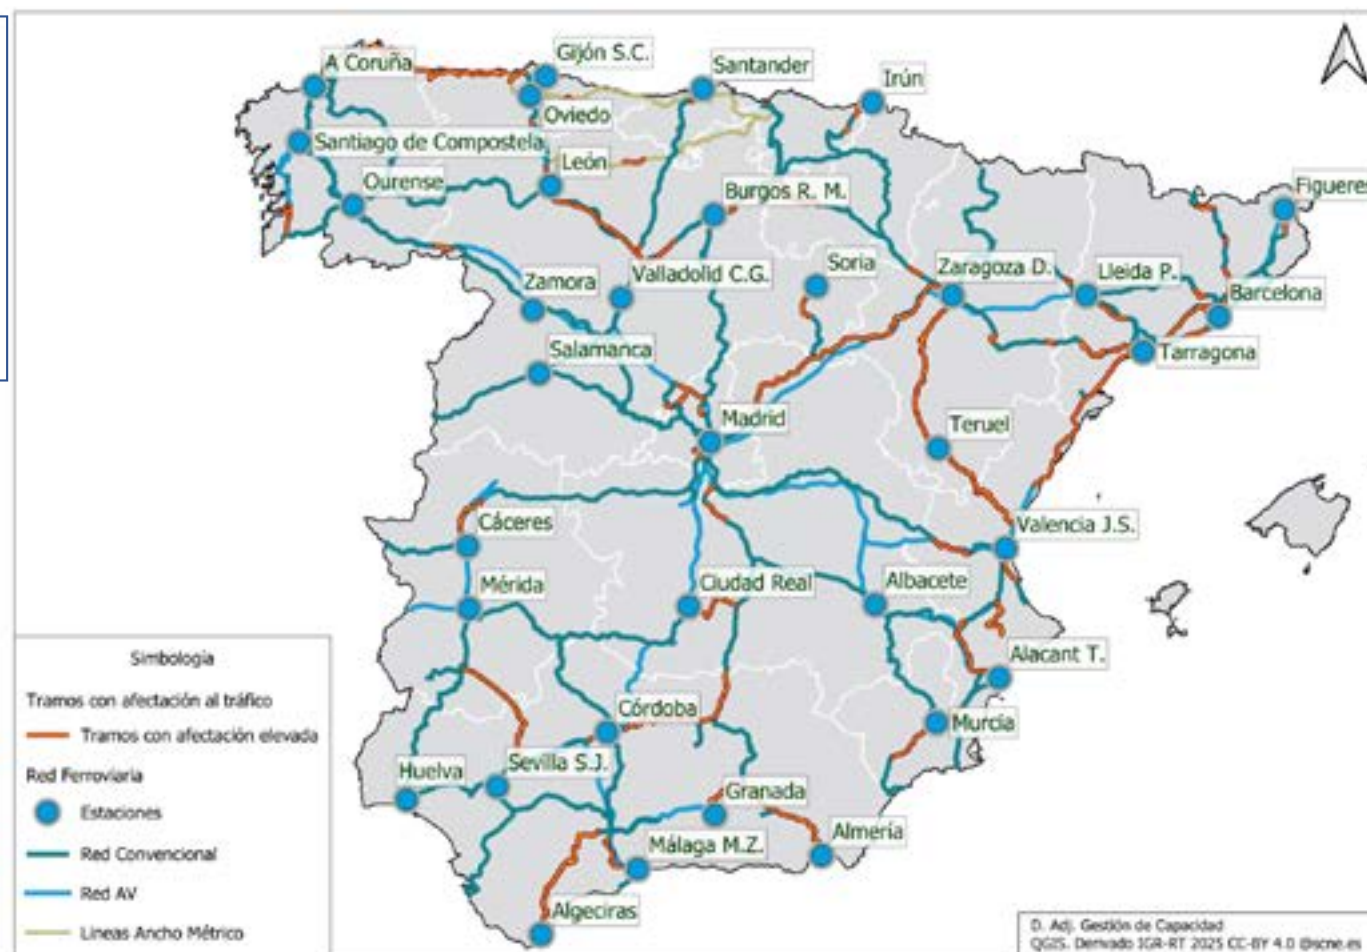 A Coruña
Gijón S.C.
Santander
Irún
Oviedo
Santiago de Compostela
León
Ourense
Burgos R. M.
Figueres
Soria
Zaragoza D.
Lleida P.
Zamora
Valladolid C.G.
Barcelona
Salamanca
Tarragona
Madrid
Teruel
Cáceres
Valencia J.S.
Mérida
Ciudad Real
Albacete
Alacant T.
Córdoba
Murcia
Huelva
Sevilla S.J.
Granada
Almería
Málaga M.Z.
Algeciras
Simbología
Tramos con afectación al tráfico
Tramos con afectación elevada
Red Ferroviaria
Estaciones
Red Convencional
Red AV
Lineas Ancho Métrico
D. Adj. Gestión de Capacidad
QGIS. Derivado IGR-RT 2025 CC-BY 4.0 @scne.es